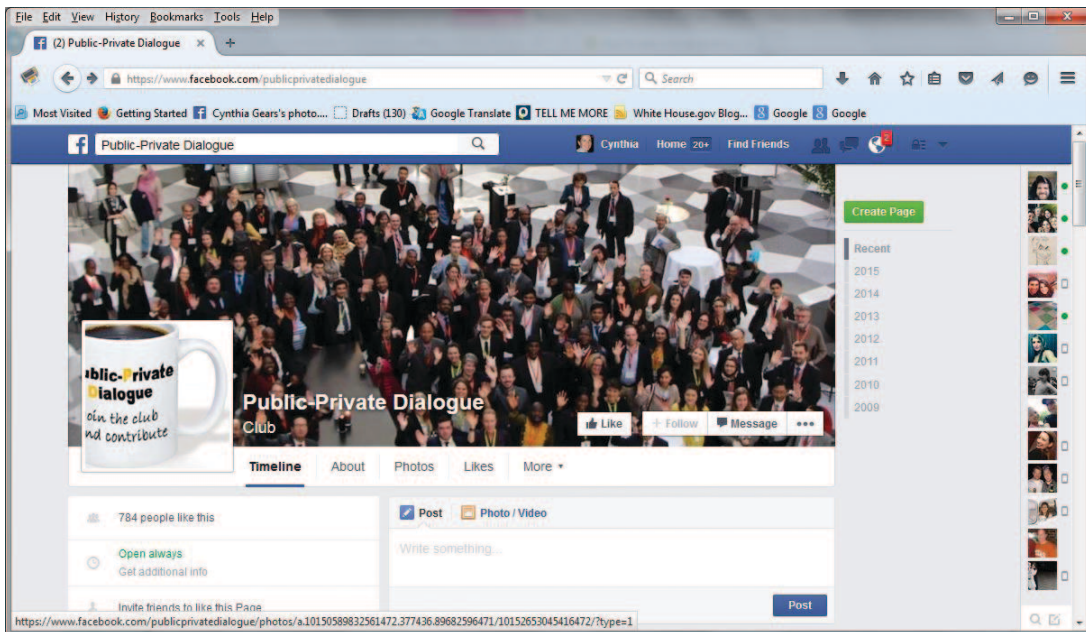 File Edit View History Bookmarks Tools Help
(2) Public-Private Dialogue × +
https://www.facebook.com/publicprivatedialogue Search
Most Visited Getting Started Cynthia Gears's photo.... Drafts (130) Google Translate TELL ME MORE White House.gov Blog... Google Google
Public-Private Dialogue Cynthia Home 20+ Find Friends 2
Create Page
Recent
2015
2014
2013
2012
2011
2010
2009
ublic-Private
Dialogue
oin the club
nd contribute
Public-Private Dialogue
Club
Like + Follow Message •••
Timeline About Photos Likes More
784 people like this
Open always
Get additional info
Invite friends to like this Page
Post Photo / Video
Write something...
Post
https://www.facebook.com/publicprivatedialogue/photos/a.10150589832561472.377436.89682596471/10152653045416472/?type=1